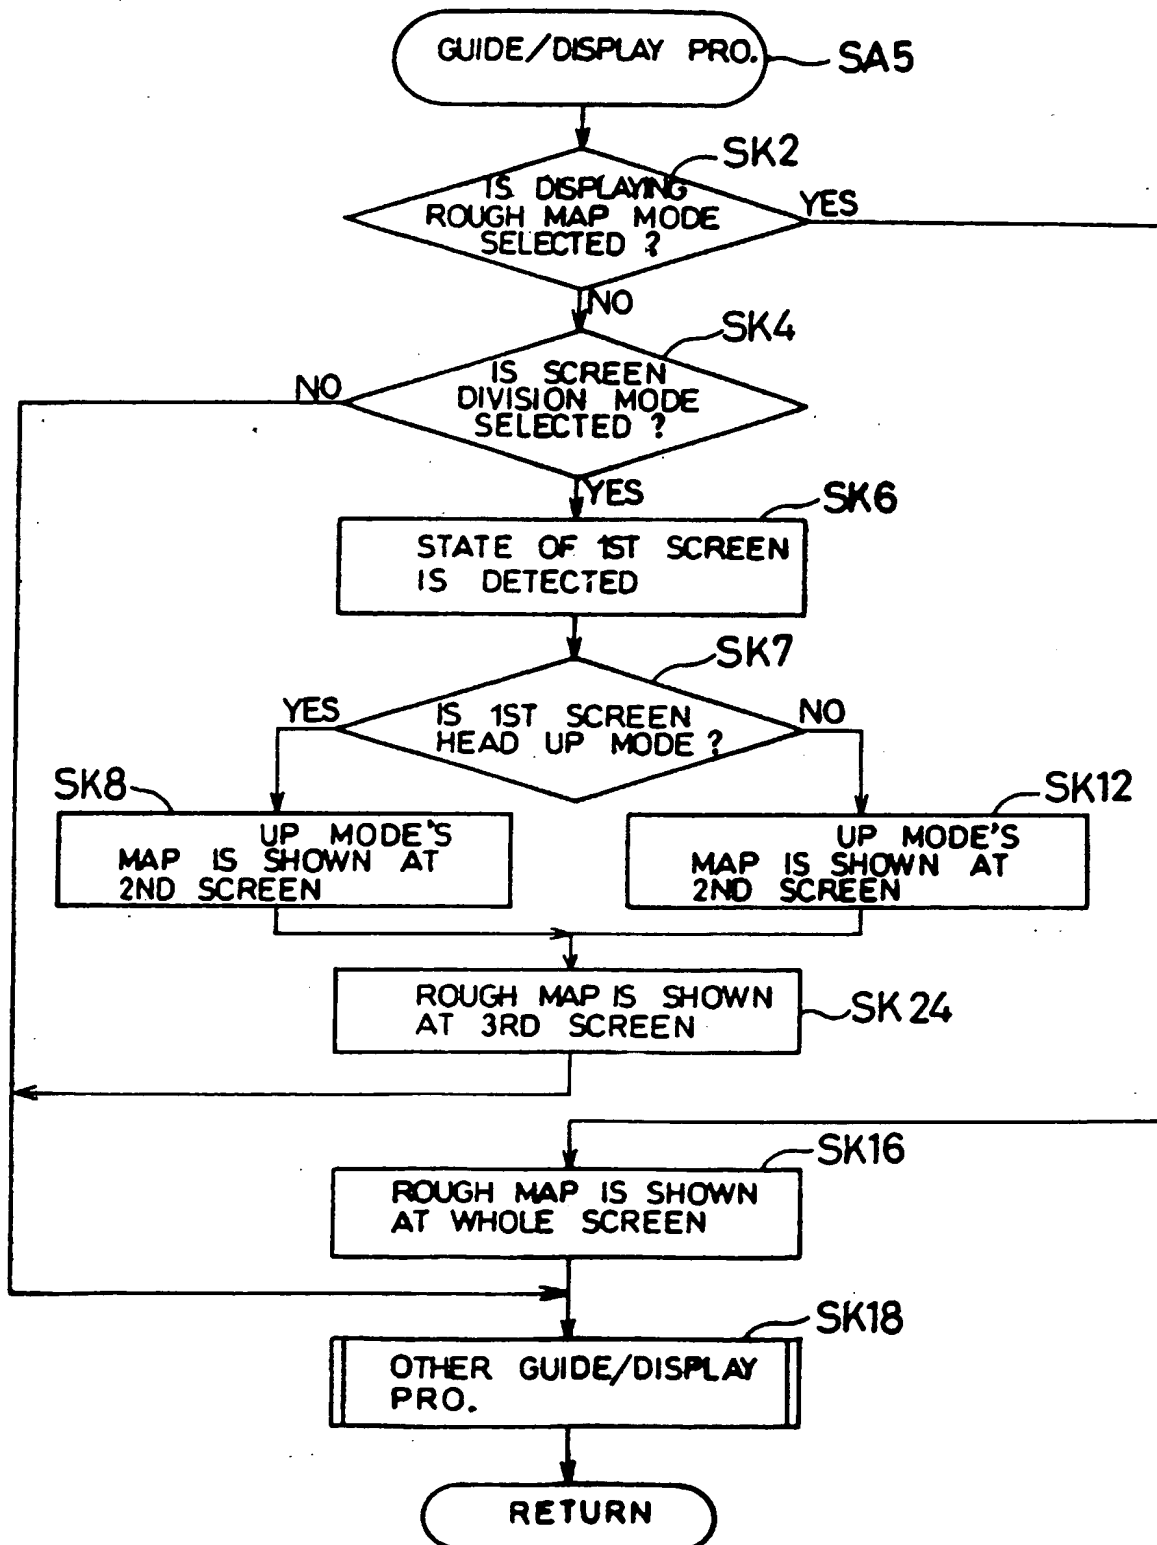 GUIDE/DISPLAY PRO.
SA5
SK2
IS DISPLAYING
ROUGH MAP MODE
SELECTED ?
YES
NO
SK4
IS SCREEN
DIVISION MODE
SELECTED ?
NO
YES
SK6
STATE OF 1ST SCREEN
IS DETECTED
SK7
IS 1ST SCREEN
HEAD UP MODE ?
YES
NO
SK8
UP MODE'S
MAP IS SHOWN AT
2ND SCREEN
SK12
UP MODE'S
MAP IS SHOWN AT
2ND SCREEN
ROUGH MAP IS SHOWN
AT 3RD SCREEN
SK24
SK16
ROUGH MAP IS SHOWN
AT WHOLE SCREEN
SK18
OTHER GUIDE/DISPLAY
PRO.
RETURN